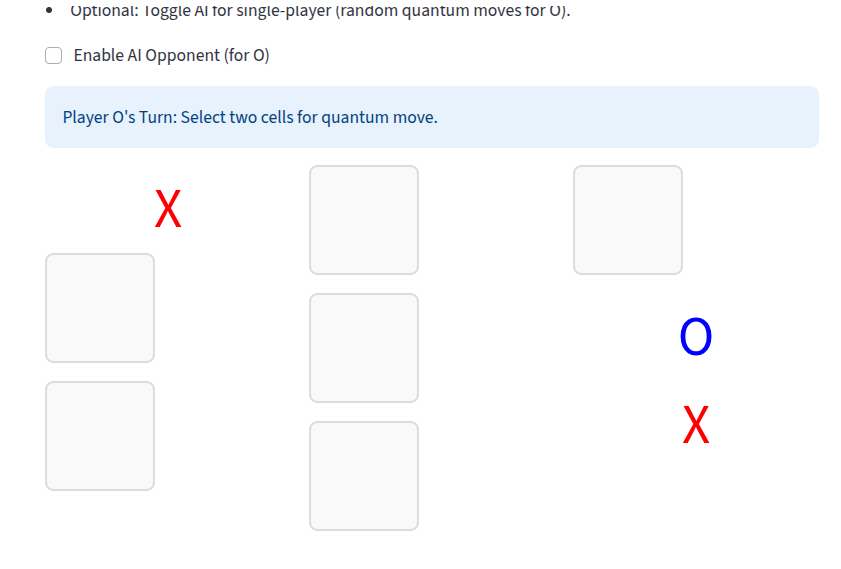 • Optional: Toggle AI for single-player (random quantum moves for O).
Enable AI Opponent (for O)
Player O's Turn: Select two cells for quantum move.
X
O
X